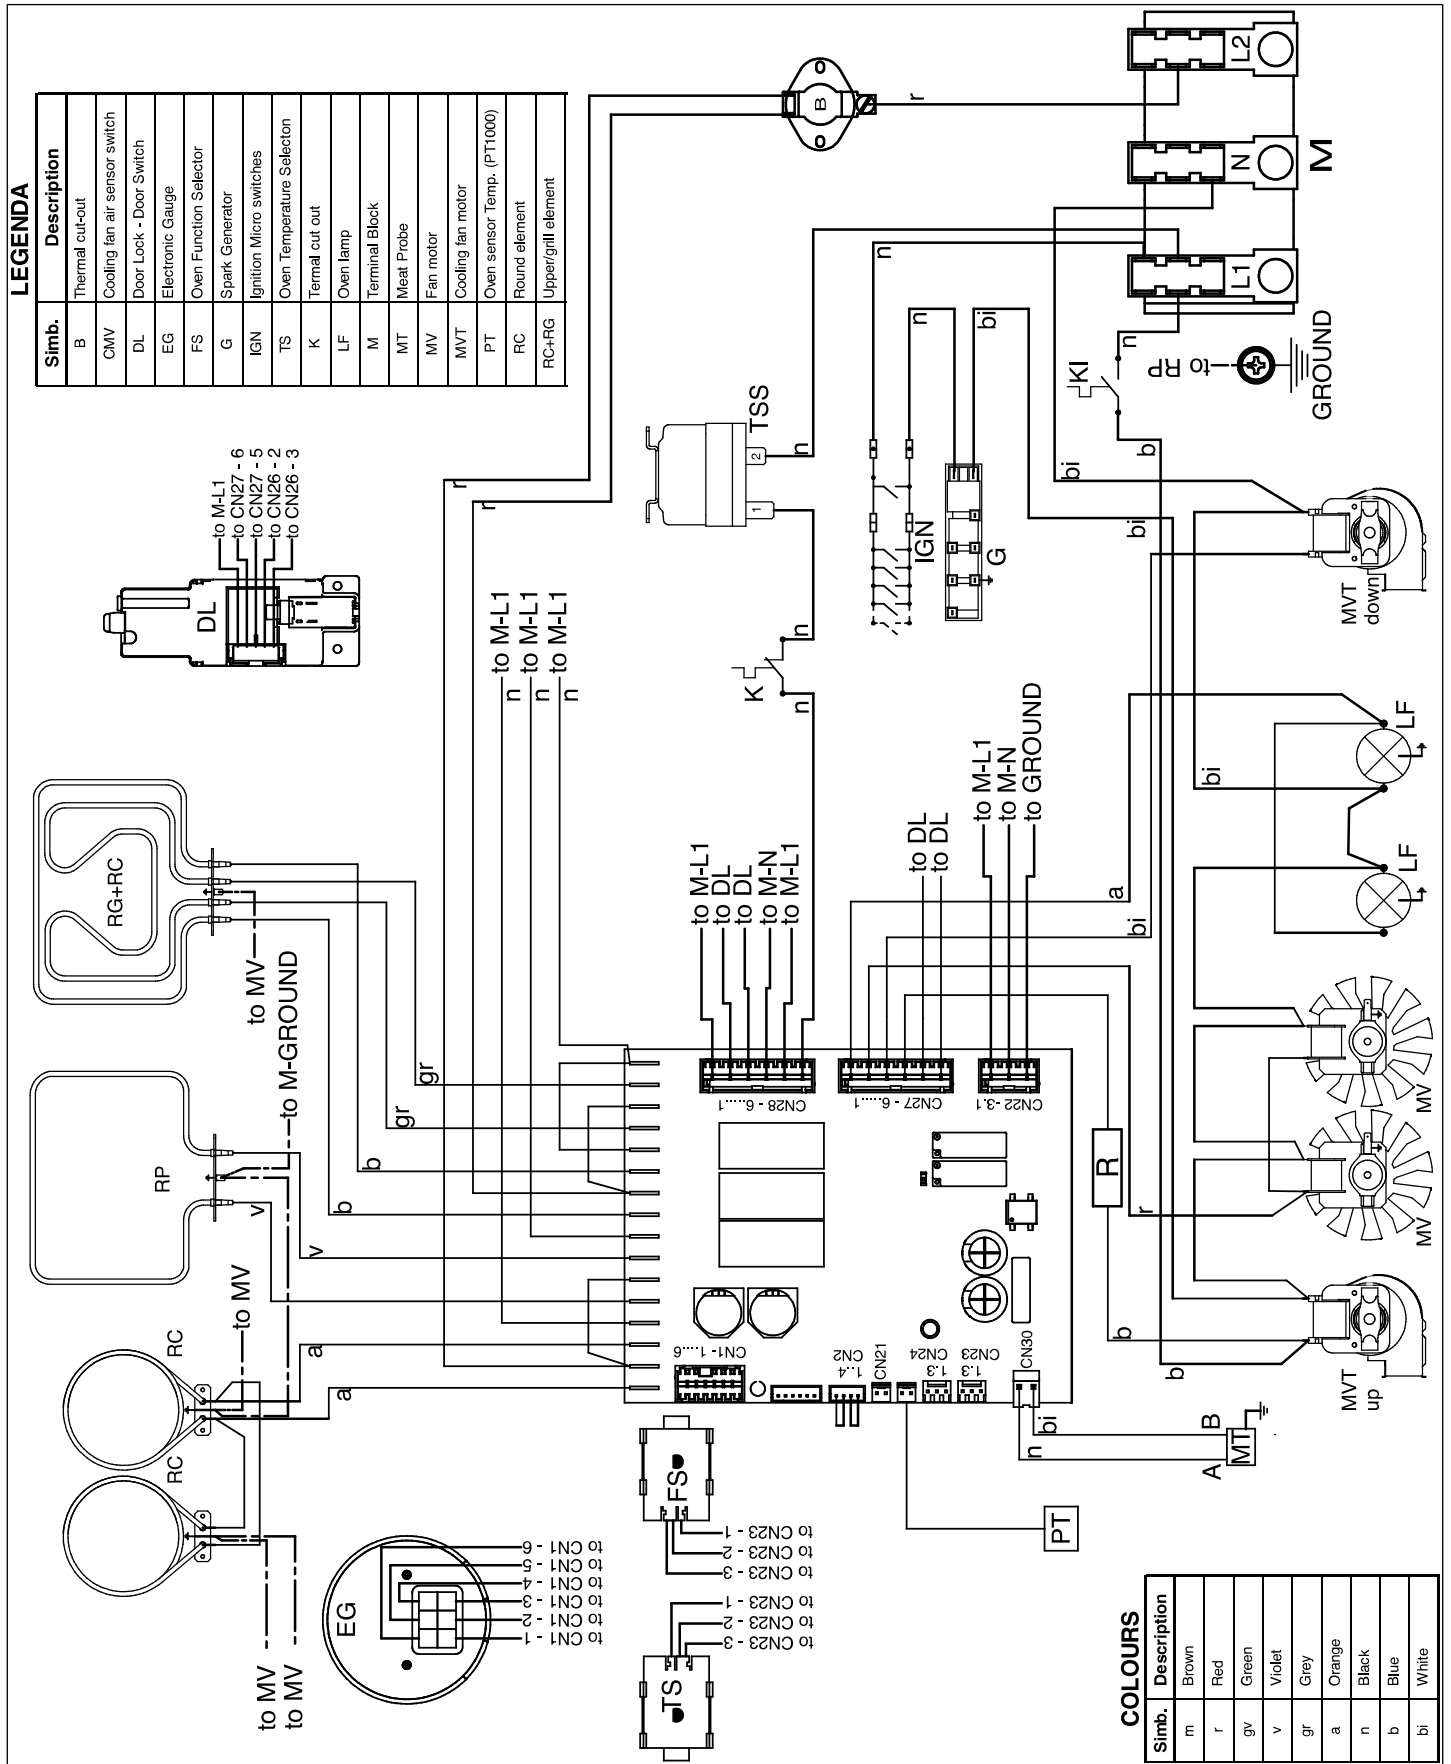 LEGENDA
Simb. Description
B Thermal cut-out
CMV Cooling fan air sensor switch
DL Door Lock - Door Switch
EG Electronic Gauge
FS Oven Function Selector
G Spark Generator
IGN Ignition Micro switches
TS Oven Temperature Selecton
K Termal cut out
LF Oven lamp
M Terminal Block
MT Meat Probe
MV Fan motor
MVT Cooling fan motor
PT Oven sensor Temp. (PT1000)
RC Round element
RC+RG Upper/grill element
DL
to M-L1
to CN27 - 6
to CN27 - 5
to CN26 - 2
to CN26 - 3
RG+RC
to MV
to M-GROUND
RP
to MV
RC
RC
to MV
to MV
EG
to CN1 - 6
to CN1 - 5
to CN1 - 4
to CN1 - 3
to CN1 - 2
to CN1 - 1
a
a
v
v
b
b
gr
gr
r
r
to M-L1
n
to M-L1
n
to M-L1
n
B
r
TSS
1
2
n
n
K
n
n
IGN
G
n
bi
L2
N
L1
M
KI
n
to RP
GROUND
b
bi
bi
MVT
down
to M-L1
to DL
to DL
to M-N
to M-L1
to DL
to DL
to M-L1
to M-N
to GROUND
CN28 - 6.....1
CN27 - 6.....1
CN22 -3.1
CN1 - 1.....6
CN2
1..4
CN21
CN24
1..3
CN23
1.3
CN30
a
bi
r
R
b
b
bi
LF
LF
MV
MV
MVT
up
n
bi
A
B
MT
PT
FS
to CN23 - 1
to CN23 - 2
to CN23 - 3
TS
to CN23 - 1
to CN23 - 2
to CN23 - 3
COLOURS
Simb. Description
m Brown
r Red
gv Green
v Violet
gr Grey
a Orange
n Black
b Blue
bi White